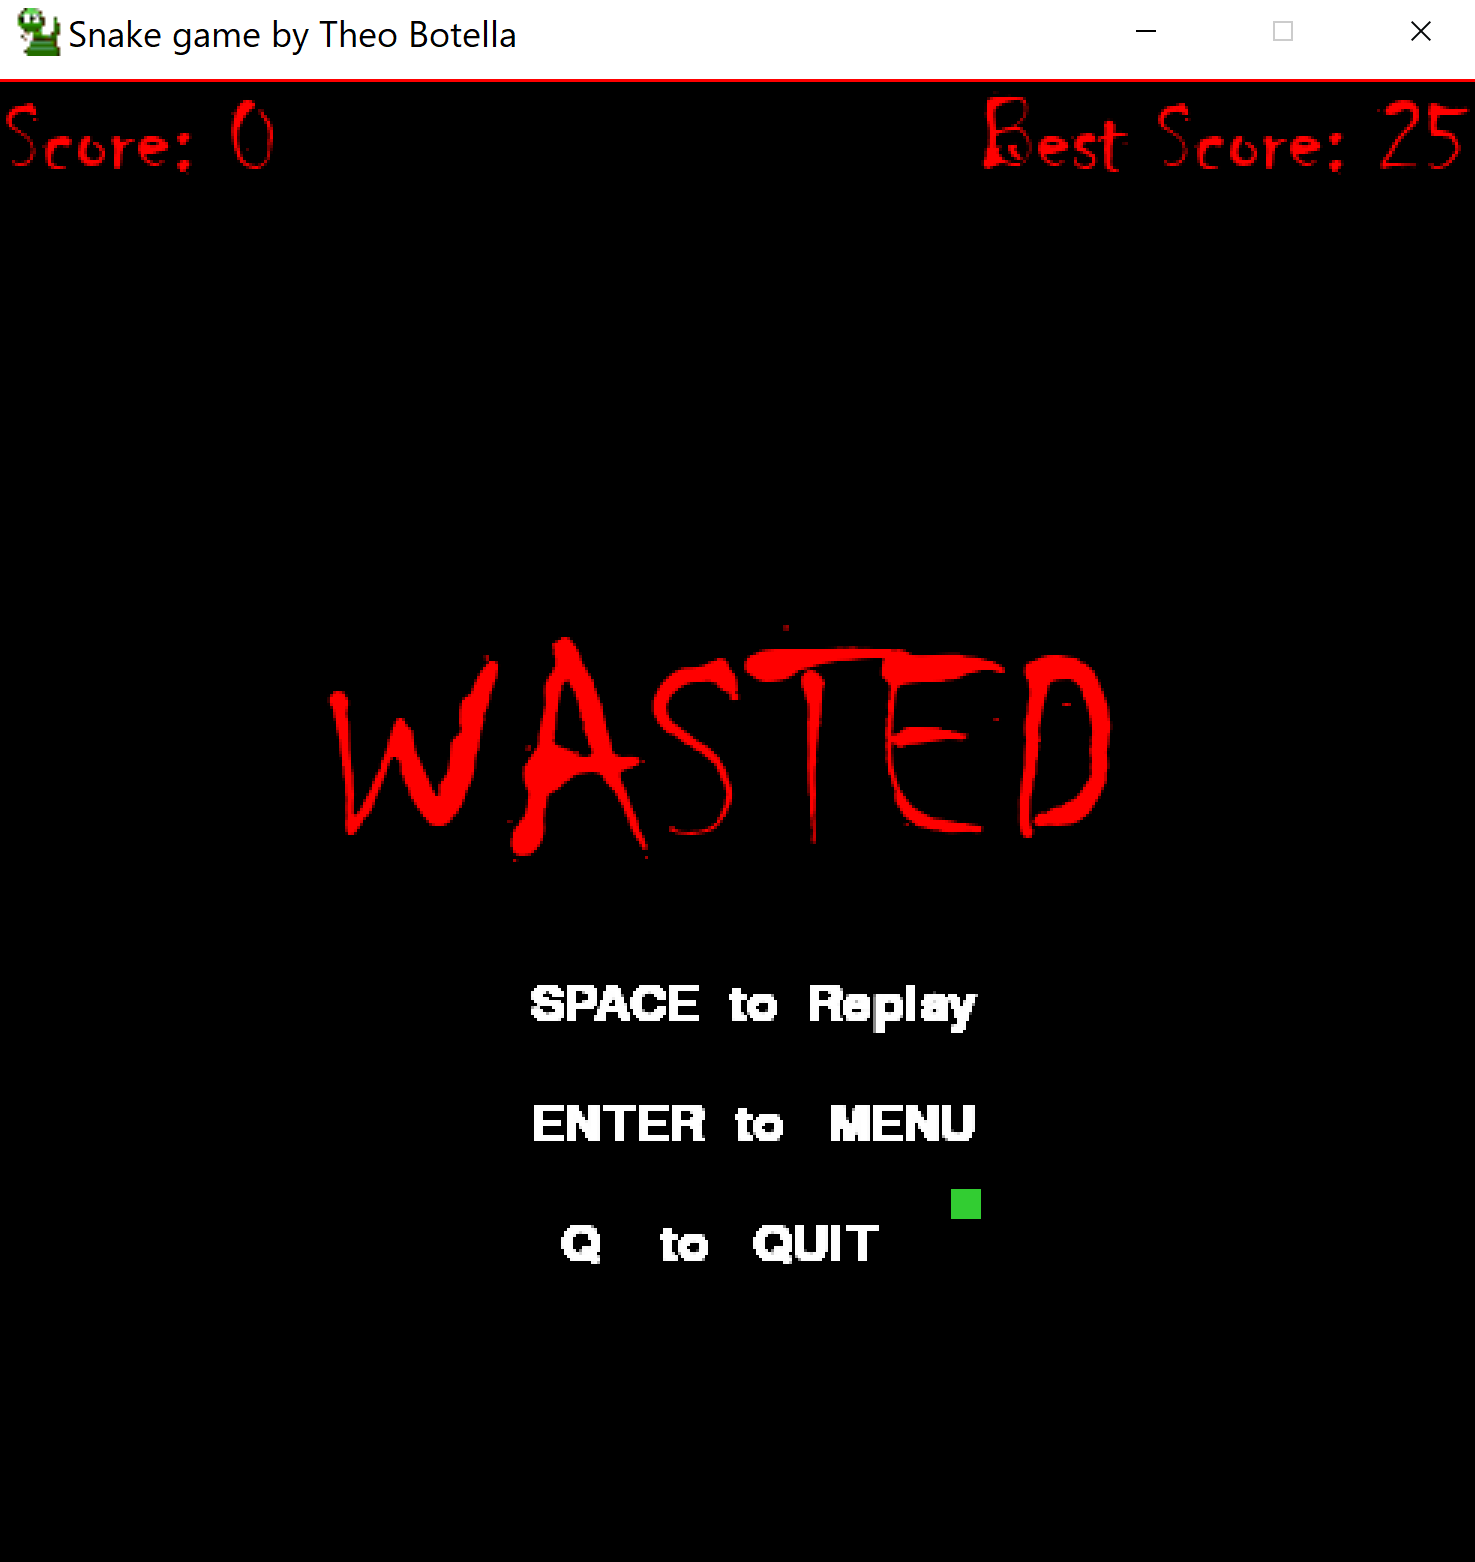 Snake game by Theo Botella
Score: 0
Best Score: 25
WASTED
SPACE to Replay
ENTER to MENU
Q to QUIT